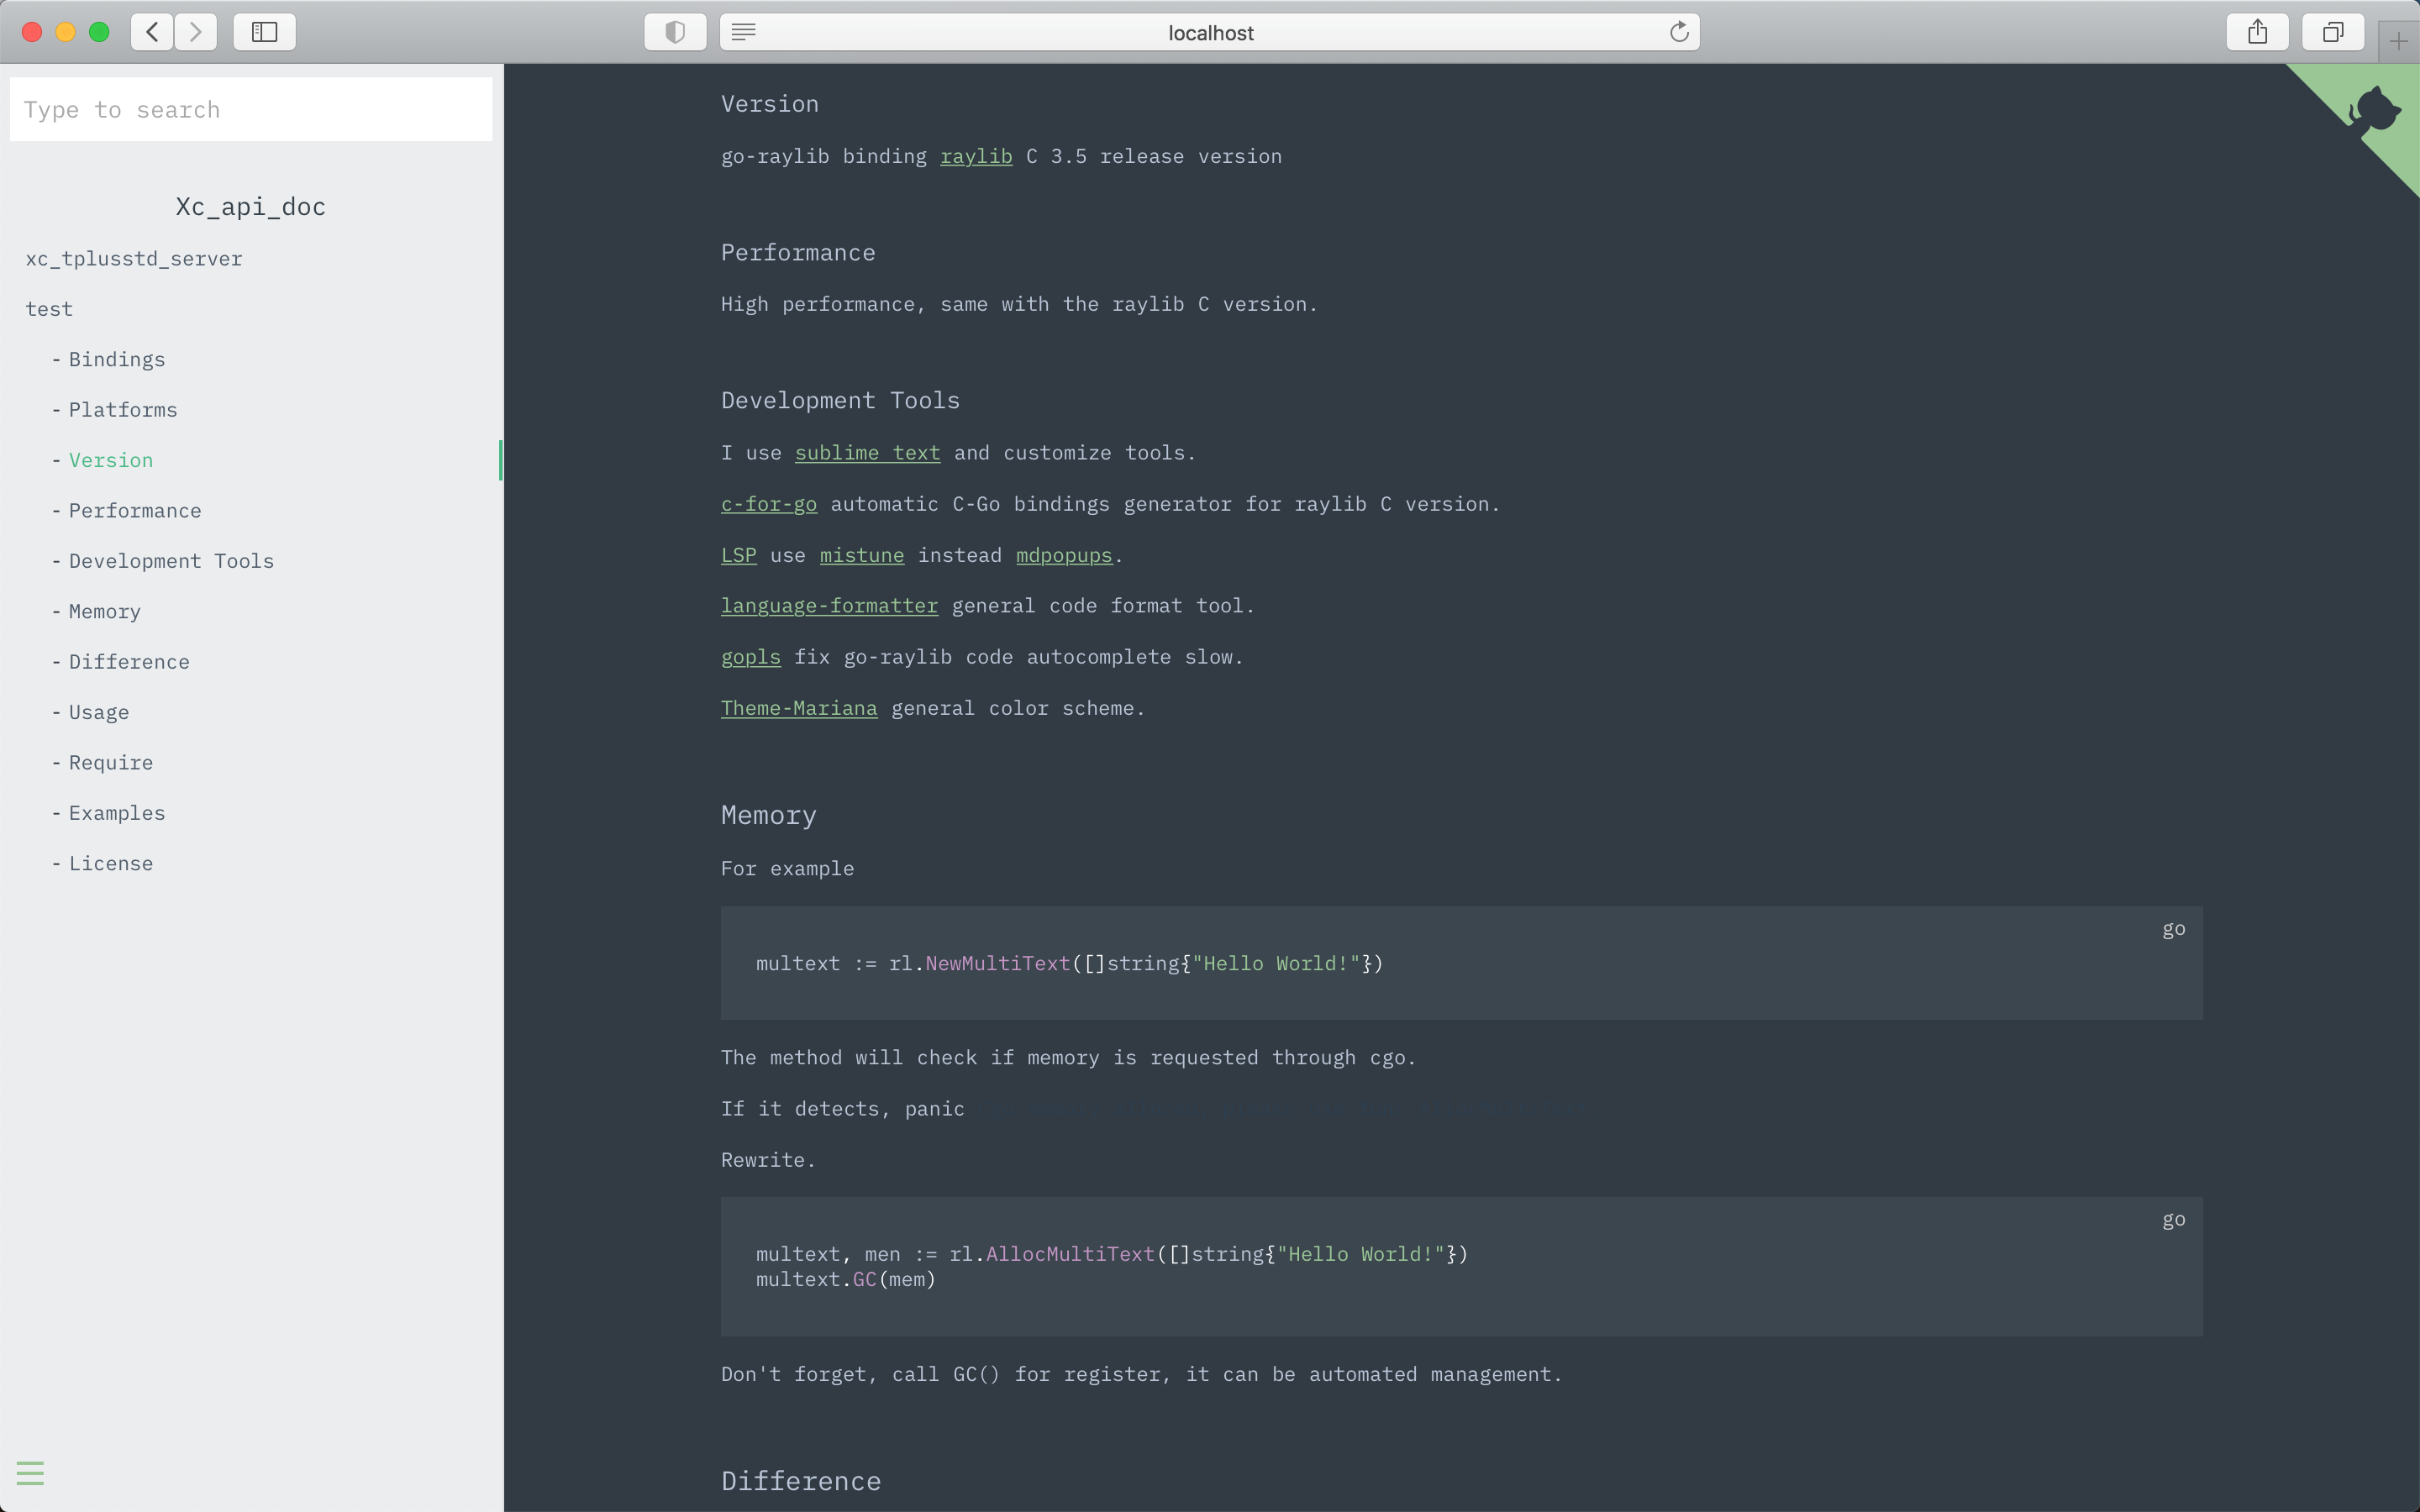 localhost
Type to search
Xc_api_doc
xc_tplusstd_server
test
- Bindings
- Platforms
- Version
- Performance
- Development Tools
- Memory
- Difference
- Usage
- Require
- Examples
- License
Version
go-raylib binding raylib C 3.5 release version
Performance
High performance, same with the raylib C version.
Development Tools
I use sublime text and customize tools.
c-for-go automatic C-Go bindings generator for raylib C version.
LSP use mistune instead mdpopups.
language-formatter general code format tool.
gopls fix go-raylib code autocomplete slow.
Theme-Mariana general color scheme.
Memory
For example
go
multext := rl.NewMultiText([]string{"Hello World!"})
The method will check if memory is requested through cgo.
If it detects, panic
Rewrite.
go
multext, men := rl.AllocMultiText([]string{"Hello World!"})
multext.GC(mem)
Don't forget, call GC() for register, it can be automated management.
Difference